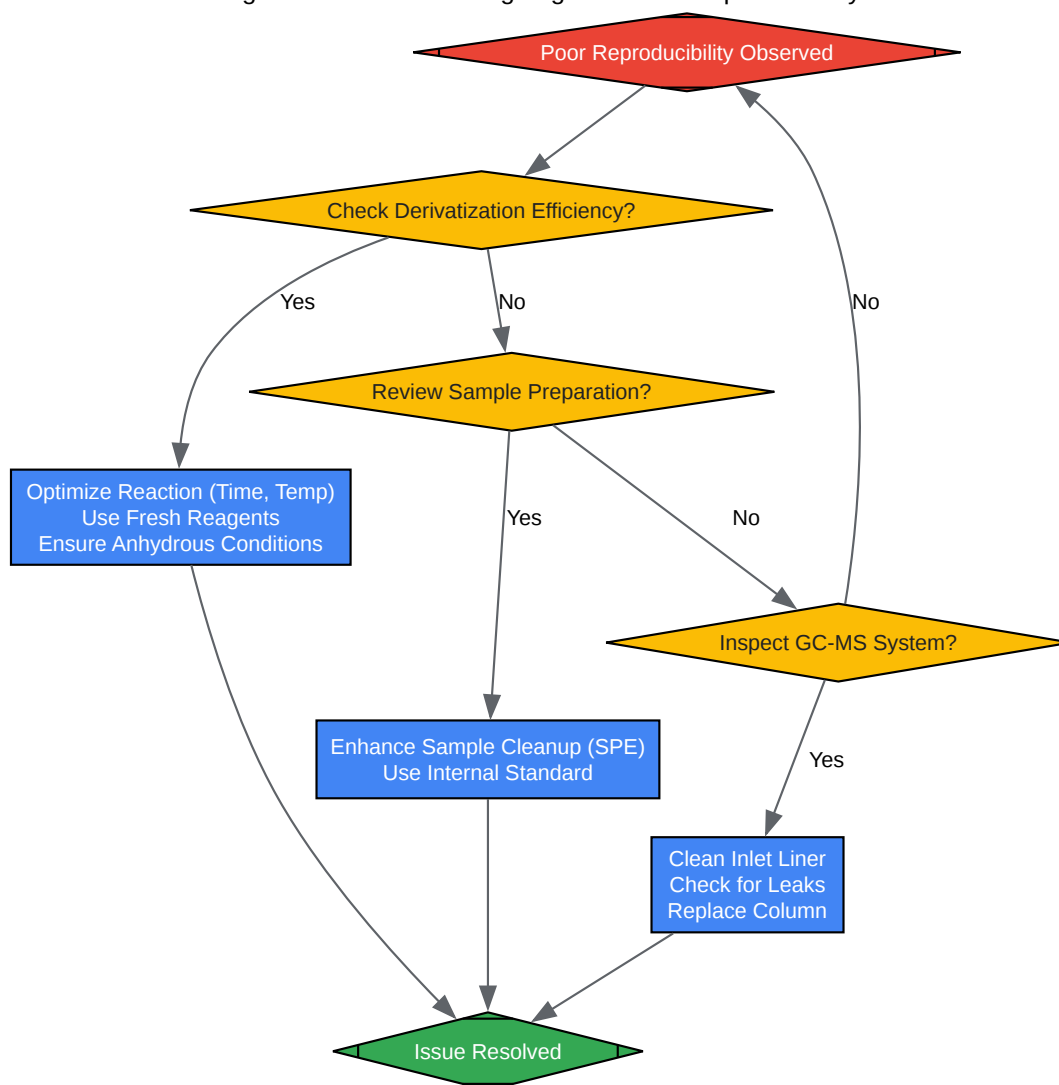 Poor Reproducibility Observed
Check Derivatization Efficiency?
Yes
No
No
Review Sample Preparation?
Optimize Reaction (Time, Temp)
Use Fresh Reagents
Ensure Anhydrous Conditions
Yes
No
Inspect GC-MS System?
Enhance Sample Cleanup (SPE)
Use Internal Standard
Yes
Clean Inlet Liner
Check for Leaks
Replace Column
Issue Resolved